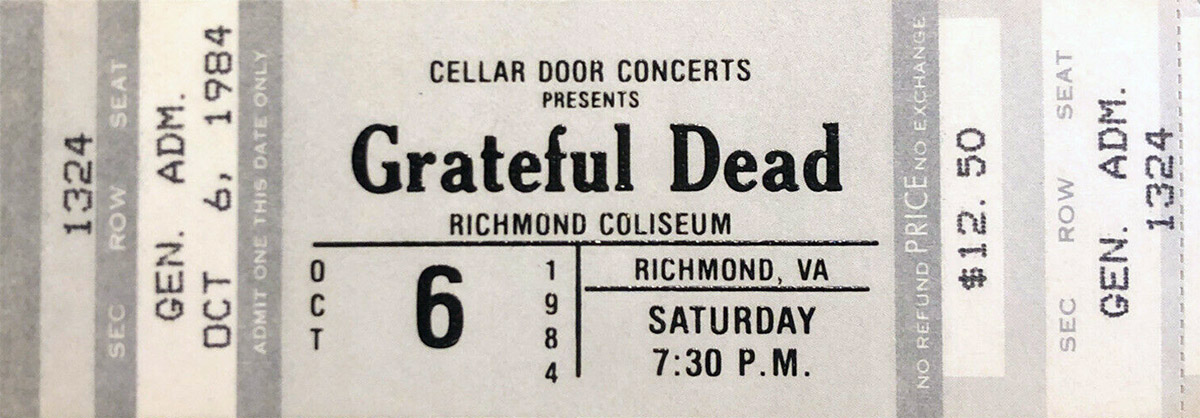 1324
SEC ROW SEAT
GEN. ADM.
OCT 6, 1984
ADMIT ONE THIS DATE ONLY
CELLAR DOOR CONCERTS
PRESENTS
Grateful Dead
RICHMOND COLISEUM
OCT
6
1984
RICHMOND, VA
SATURDAY
7:30 P.M.
NO REFUND PRICE NO EXCHANGE
$12.50
SEC ROW SEAT
GEN. ADM.
1324